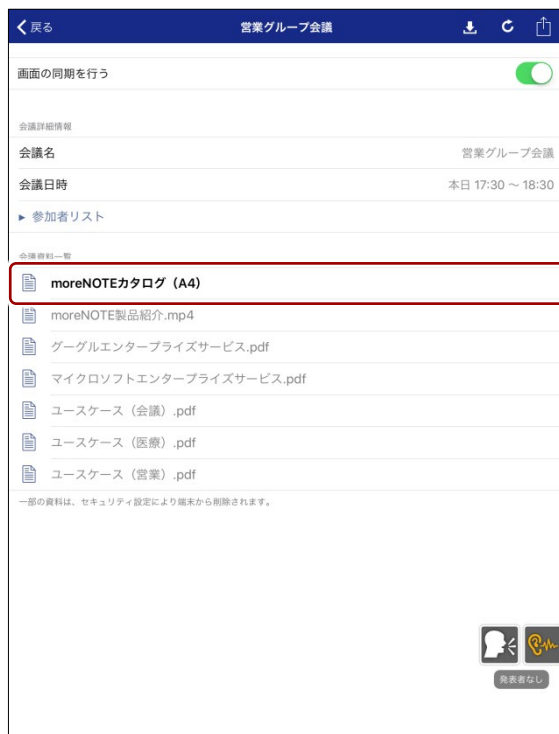 戻る 営業グループ会議
画面の同期を行う
会議詳細情報
会議名 営業グループ会議
会議日時 本日 17:30 ～ 18:30
▶ 参加者リスト
会議資料一覧
moreNOTEカタログ（A4）
moreNOTE製品紹介.mp4
グーグルエンタープライズサービス.pdf
マイクロソフトエンタープライズサービス.pdf
ユースケース（会議）.pdf
ユースケース（医療）.pdf
ユースケース（営業）.pdf
一部の資料は、セキュリティ設定により端末から削除されます。
発表者なし